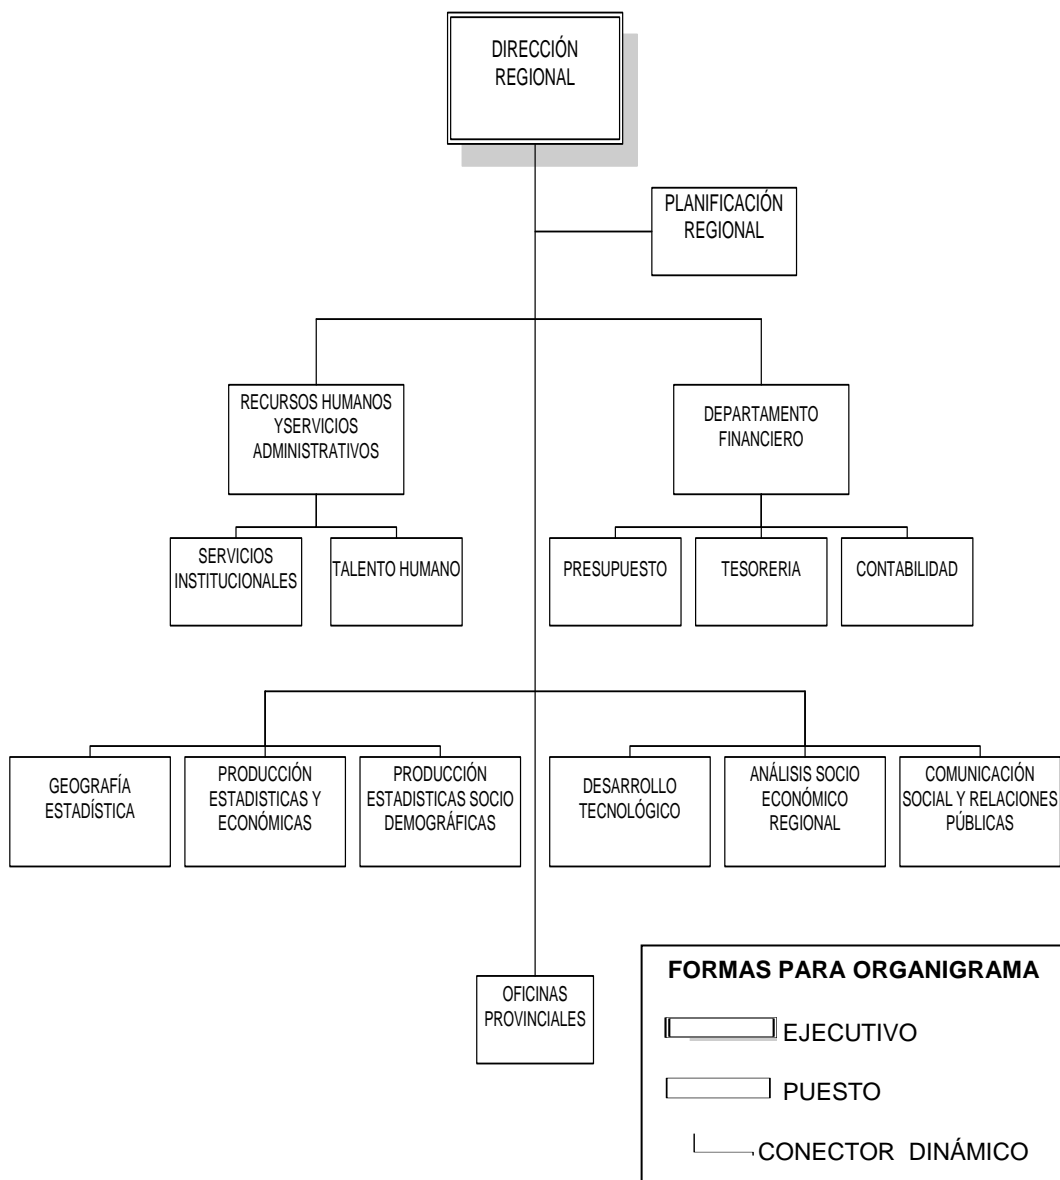 DIRECCIÓN
REGIONAL
PLANIFICACIÓN
REGIONAL
RECURSOS HUMANOS
YSERVICIOS
ADMINISTRATIVOS
DEPARTAMENTO
FINANCIERO
SERVICIOS
INSTITUCIONALES
TALENTO HUMANO
PRESUPUESTO
TESORERIA
CONTABILIDAD
GEOGRAFÍA
ESTADÍSTICA
PRODUCCIÓN
ESTADISTICAS Y
ECONÓMICAS
PRODUCCIÓN
ESTADISTICAS SOCIO
DEMOGRÁFICAS
DESARROLLO
TECNOLÓGICO
ANÁLISIS SOCIO
ECONÓMICO
REGIONAL
COMUNICACIÓN
SOCIAL Y RELACIONES
PÚBLICAS
OFICINAS
PROVINCIALES
FORMAS PARA ORGANIGRAMA
EJECUTIVO
PUESTO
CONECTOR DINÁMICO